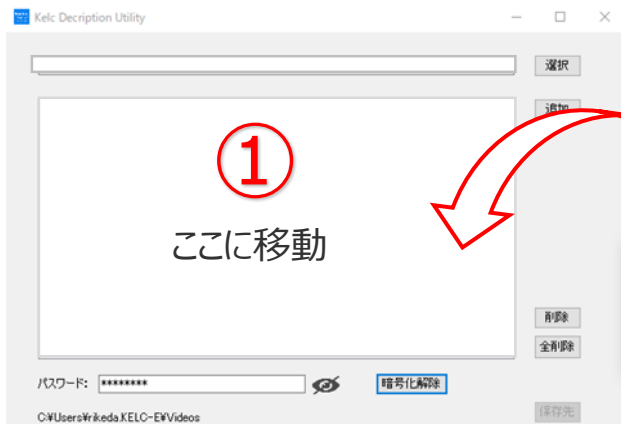 Kelc Decription Utility
選択
追加
①
ここに移動
削除
全削除
パスワード: ********
暗号化解除
C:¥Users¥rikeda.KELC-E¥Videos
保存先